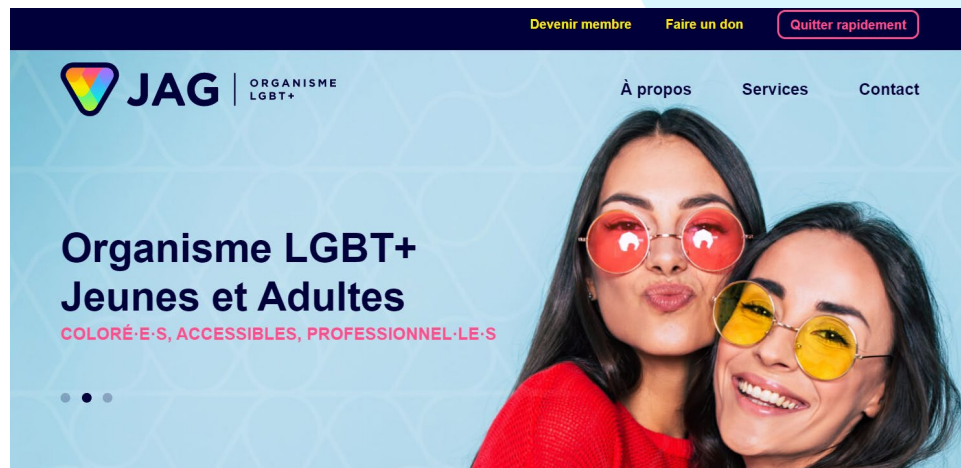 Devenir membre Faire un don Quitter rapidement
JAG ORGANISME
LGBT+
À propos Services Contact
Organisme LGBT+
Jeunes et Adultes
COLORÉ·E·S, ACCESSIBLES, PROFESSIONNEL·LE·S